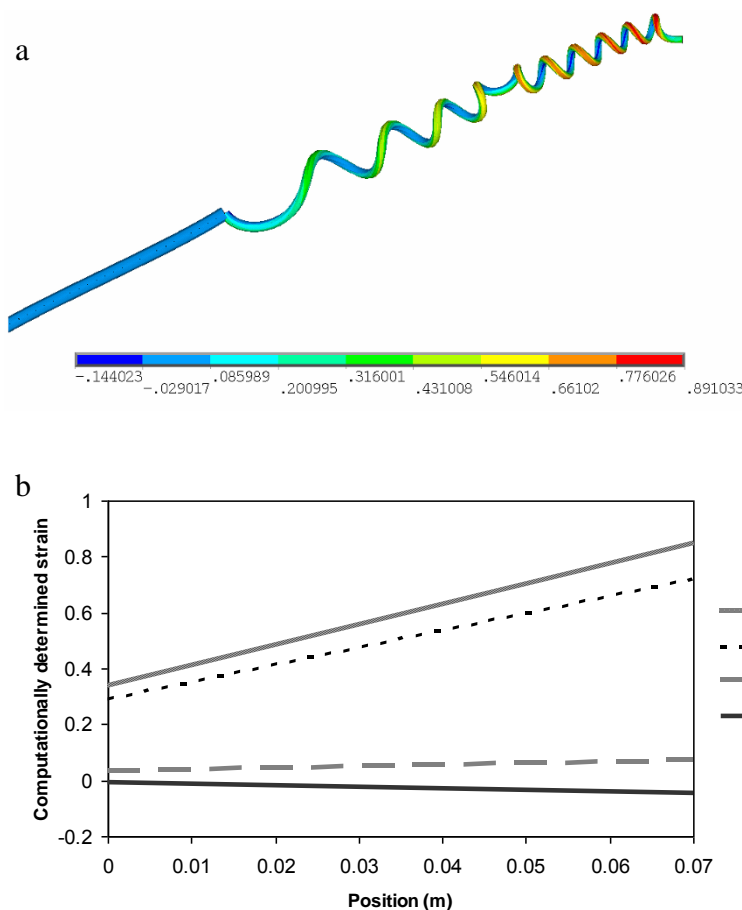 a
-.144023 .085989 .316001 .546014 .776026
-.029017 .200995 .431008 .66102 .891033
b
Computationally determined strain
1
0.8
0.6
0.4
0.2
0
-0.2
0 0.01 0.02 0.03 0.04 0.05 0.06 0.07
Position (m)